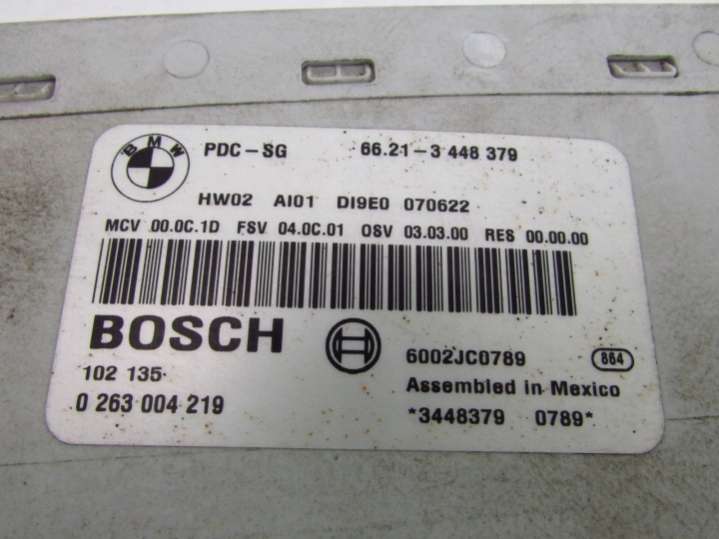 BMW
PDC-SG 66.21-3 448 379
HW02 AI01 DI9E0 070622
MCV 00.0C.1D FSV 04.0C.01 OSV 03.03.00 RES 00.00.00
BOSCH
6002JC0789 864
102 135
Assembled in Mexico
0 263 004 219
*3448379 0789*